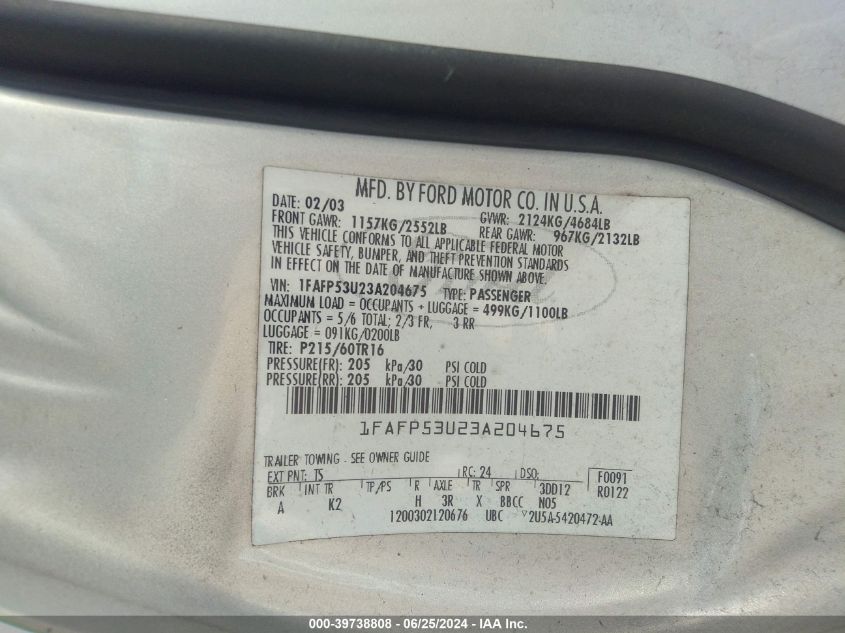 MFD. BY FORD MOTOR CO. IN U.S.A.
DATE: 02/03 GVWR: 2124KG/4684LB
FRONT GAWR: 1157KG/2552LB REAR GAWR: 967KG/2132LB
THIS VEHICLE CONFORMS TO ALL APPLICABLE FEDERAL MOTOR
VEHICLE SAFETY, BUMPER, AND THEFT PREVENTION STANDARDS
IN EFFECT ON THE DATE OF MANUFACTURE SHOWN ABOVE.
VIN: 1FAFP53U23A204675 TYPE: PASSENGER
MAXIMUM LOAD = OCCUPANTS + LUGGAGE = 499KG/1100LB
OCCUPANTS = 5/6 TOTAL; 2/3 FR, 3 RR
LUGGAGE = 091KG/0200LB
TIRE: P215/60TR16
PRESSURE(FR): 205 kPa/30 PSI COLD
PRESSURE(RR): 205 kPa/30 PSI COLD
1FAFP53U23A204675
TRAILER TOWING - SEE OWNER GUIDE
EXT PNT: TS RC: 24 DSO: F0091
BRK INT TR TP/PS R AXLE TR SPR 3DD12 R0122
A K2 H 3R X BBCC N05
1200302120676 UBC 2U5A-5420472-AA
000-39738808 - 06/25/2024 - IAA Inc.